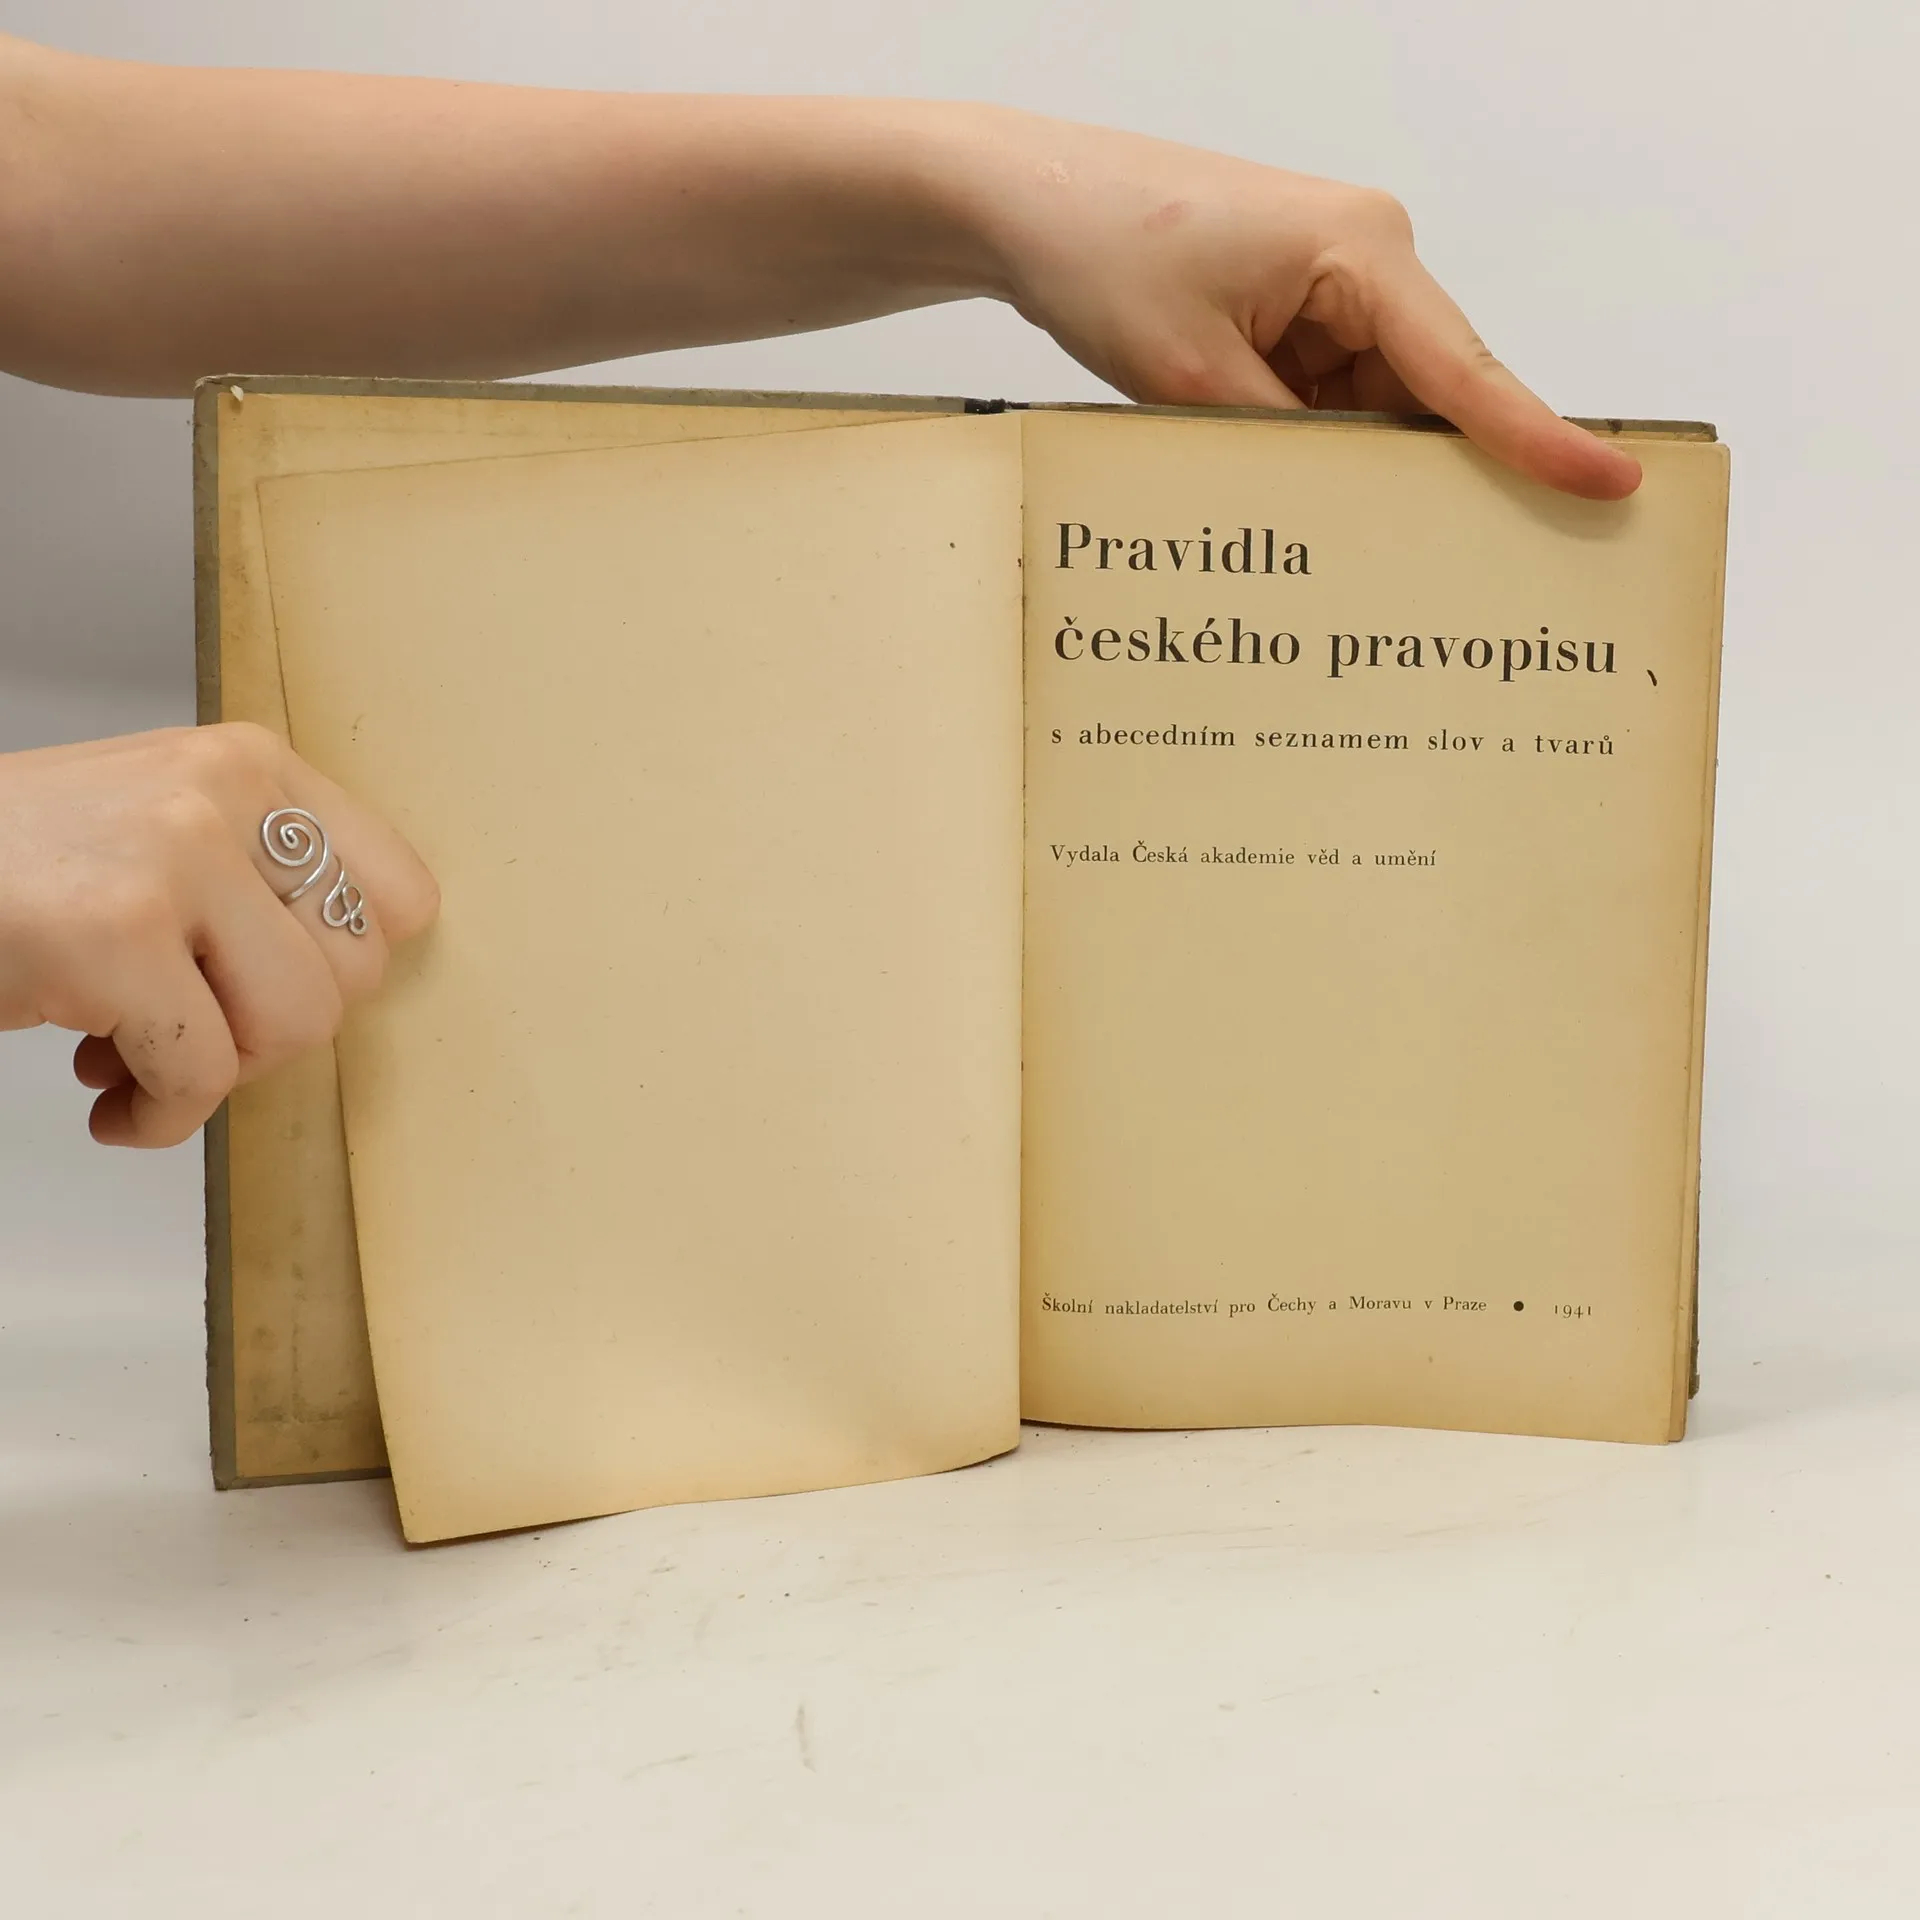 Pravidla
českého pravopisu
s abecedním seznamem slov a tvarů
Vydala Česká akademie věd a umění
Školní nakladatelství pro Čechy a Moravu v Praze ● 1941